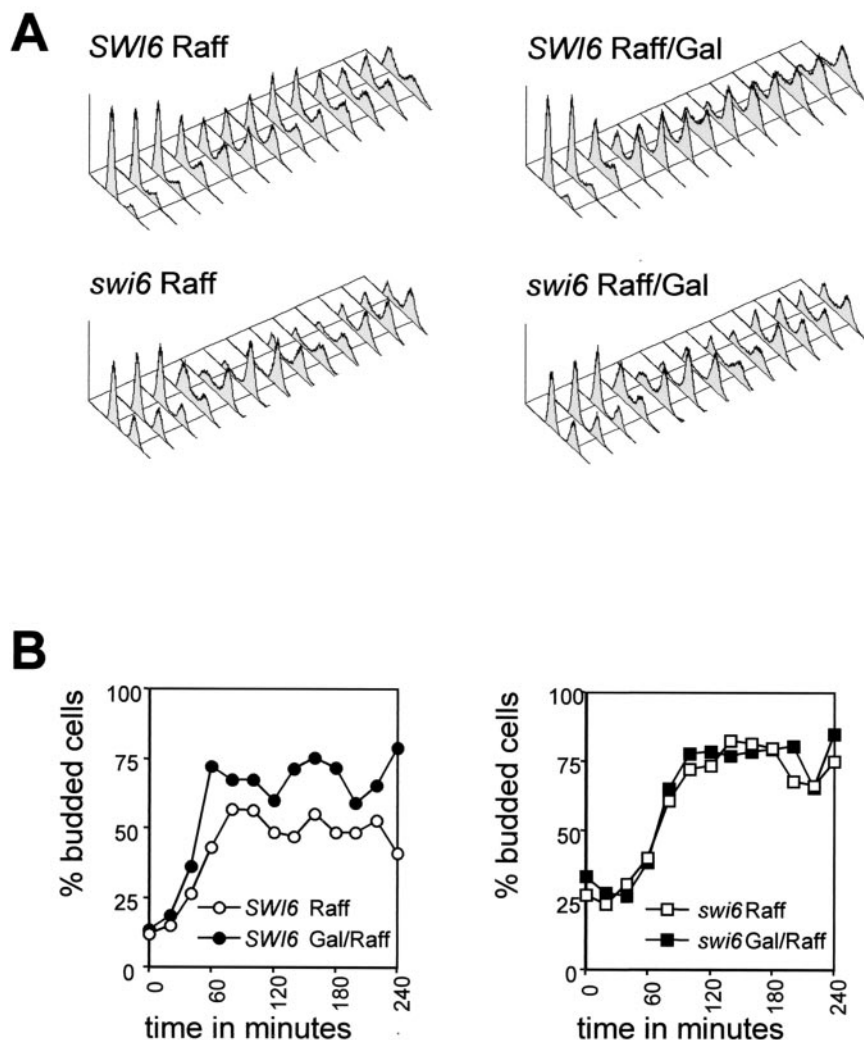 A
SWI6 Raff
SWI6 Raff/Gal
swi6 Raff
swi6 Raff/Gal
B
% budded cells
100
75
50
25
0
SWI6 Raff
SWI6 Gal/Raff
0
60
120
180
240
time in minutes
% budded cells
100
75
50
25
0
swi6 Raff
swi6 Gal/Raff
0
60
120
180
240
time in minutes